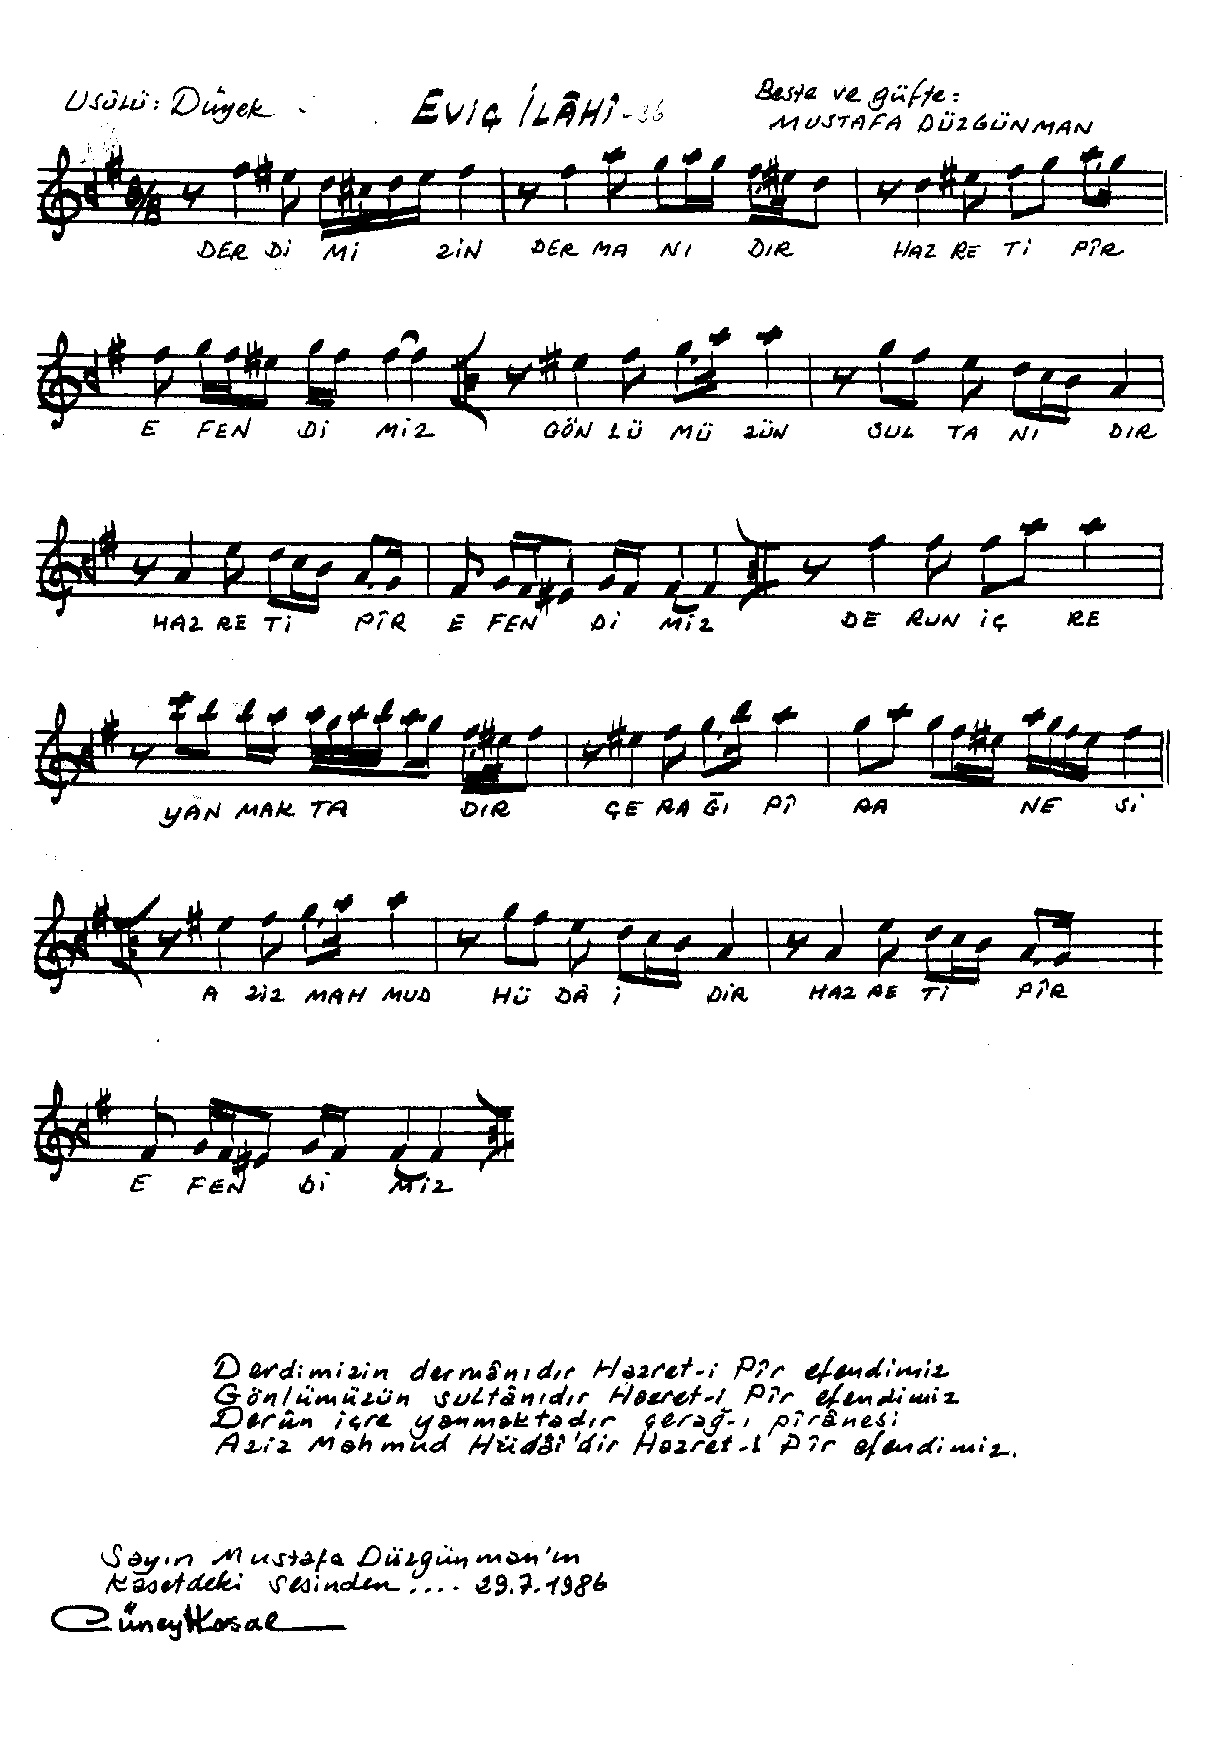 Usûlü: Düyek
EVİÇ İLÂHÎ-36
Beste ve güfte:
MUSTAFA DÜZGÜNMAN
8/8
DER Dİ Mİ ZİN DER MA NI DIR HAZ RE Tİ PÎR
E FEN Dİ MİZ GÖN LÜ MÜ ZÜN SUL TA NI DIR
HAZ RE Tİ PÎR E FEN Dİ MİZ DE RUN İÇ RE
YAN MAK TA DIR ÇE RA ĞI PÎ RA NE Sİ
A ZİZ MAH MUD HÜ DÂ İ DİR HAZ RE Tİ PÎR
E FEN Dİ MİZ
Derdimizin dermânıdır Hazret-i Pîr efendimiz
Gönlümüzün sultânıdır Hazret-i Pîr efendimiz
Derûn içre yanmaktadır çerağ-ı pîrânesi
Aziz Mahmud Hüdâî'dir Hazret-i Pîr efendimiz.
Sayın Mustafa Düzgünman'ın
Kasetdeki sesinden.... 29.7.1986
Cüneyt Kosal